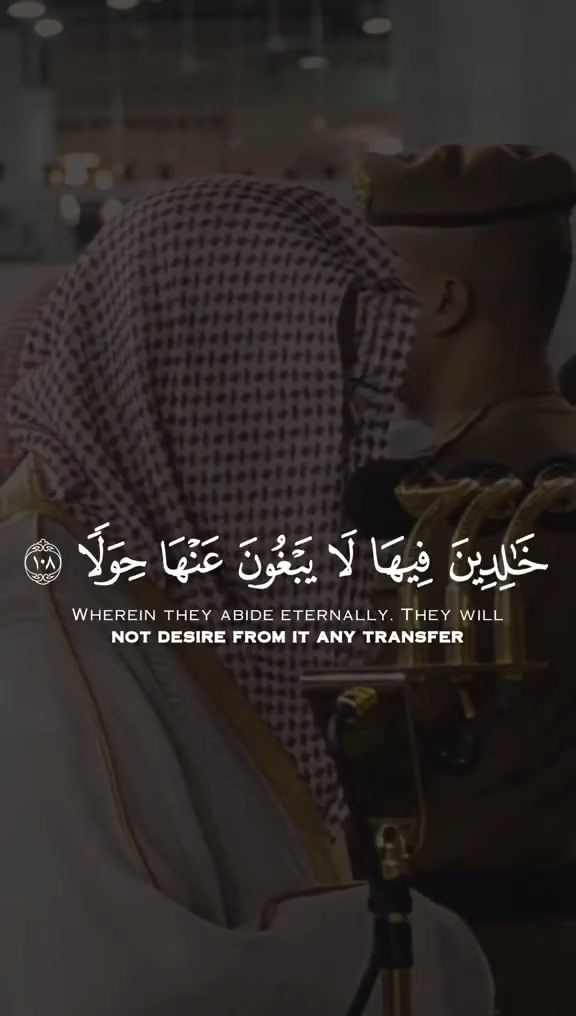 خَـٰلِدِينَ فِيهَا لَا يَبْغُونَ عَنْهَا حِوَلًا ١٠٨
WHEREIN THEY ABIDE ETERNALLY. THEY WILL
NOT DESIRE FROM IT ANY TRANSFER